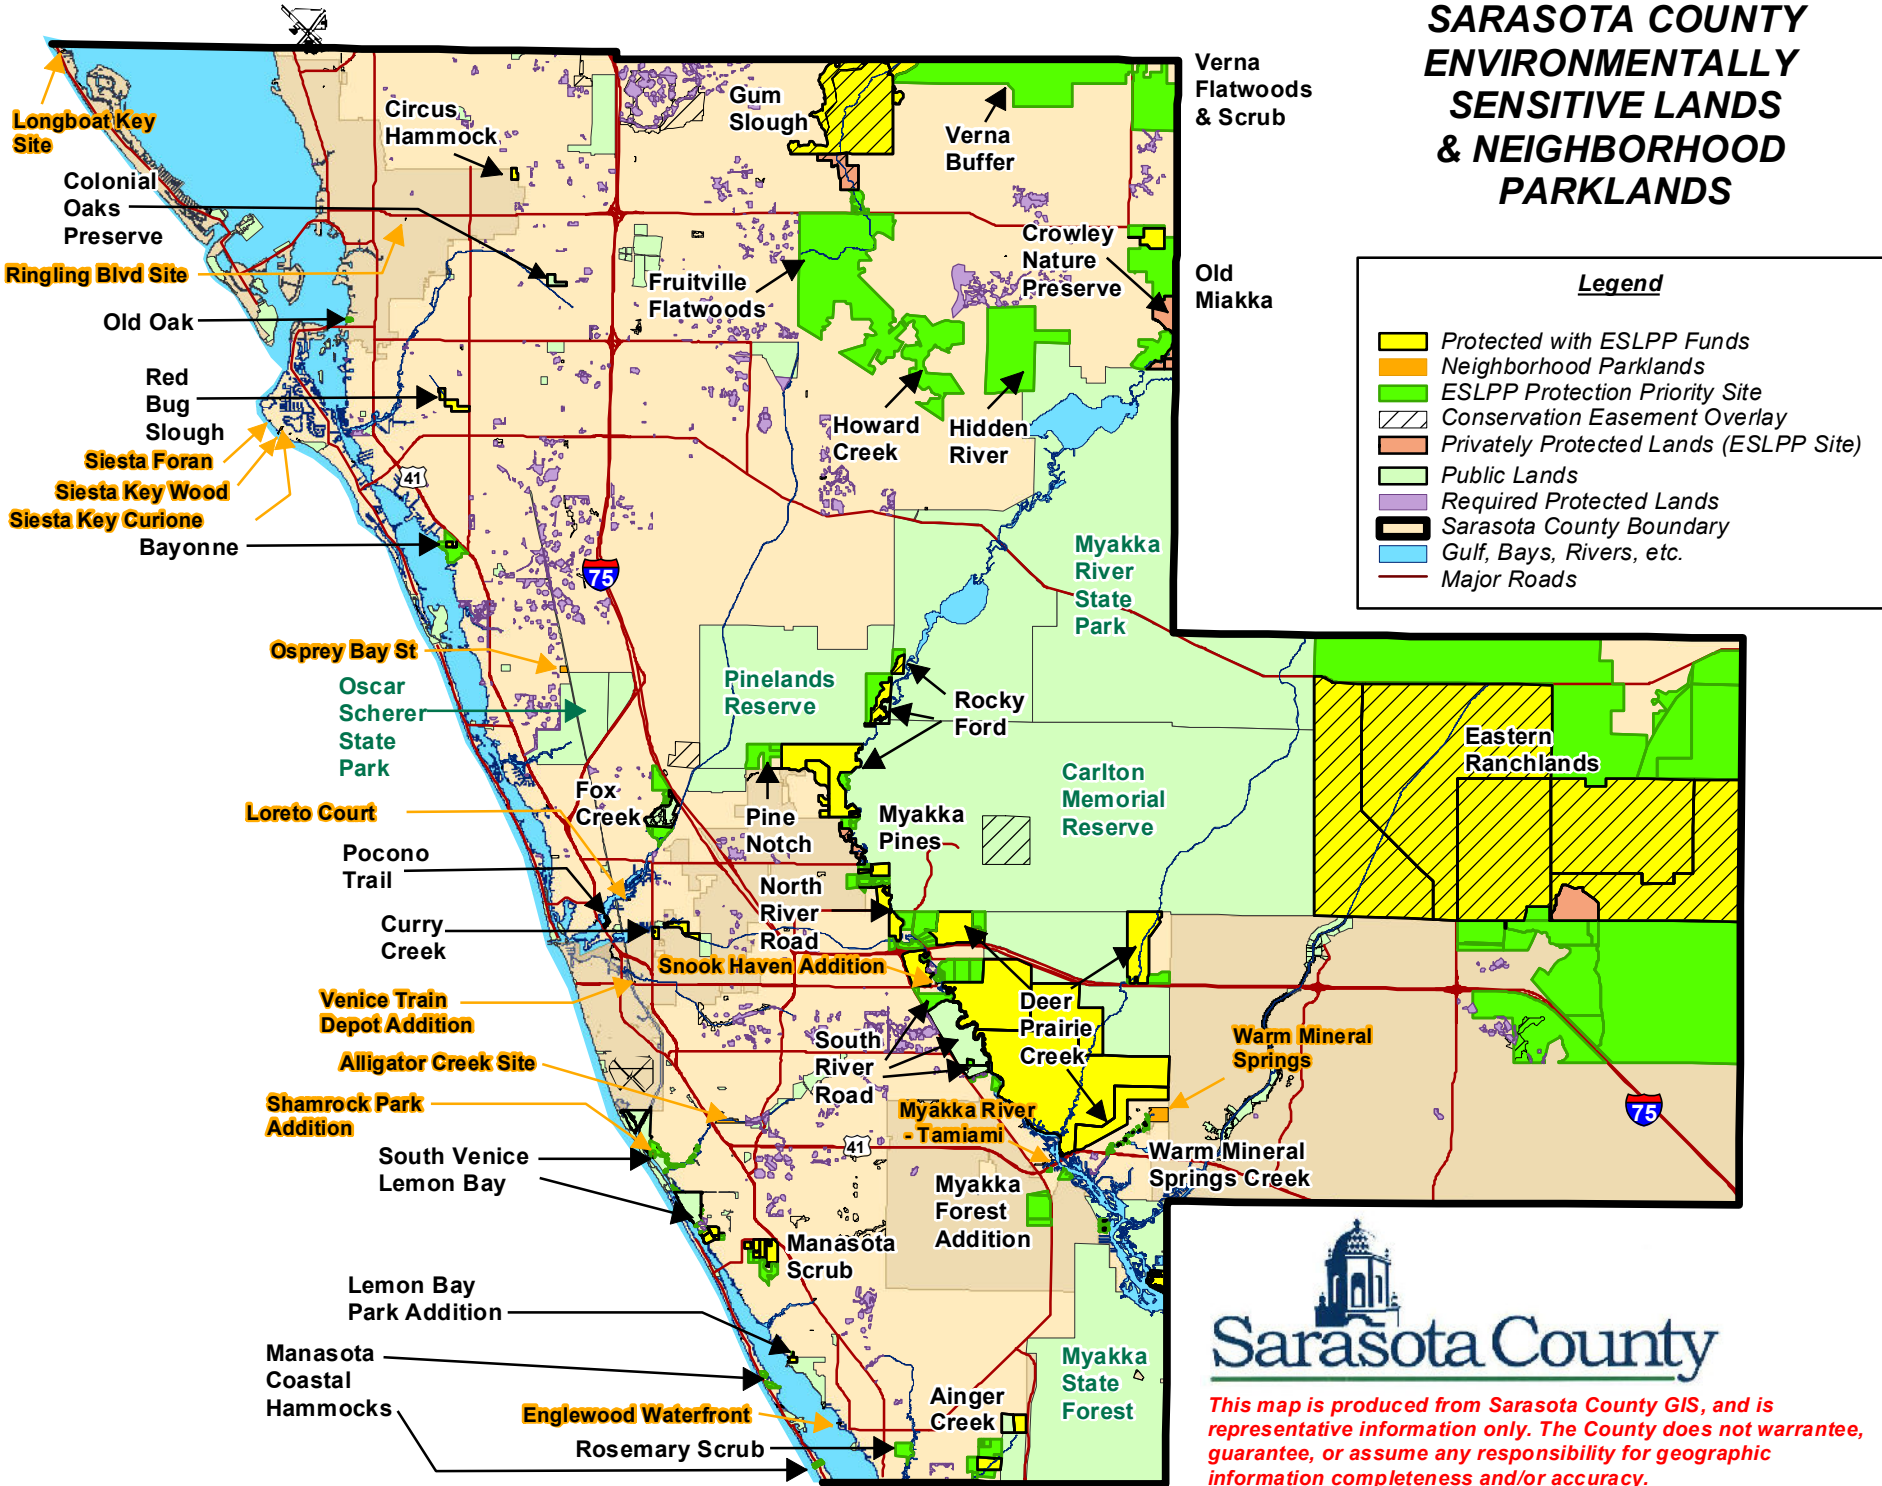 SARASOTA COUNTY
ENVIRONMENTALLY
SENSITIVE LANDS
& NEIGHBORHOOD
PARKLANDS
Legend
Protected with ESLPP Funds
Neighborhood Parklands
ESLPP Protection Priority Site
Conservation Easement Overlay
Privately Protected Lands (ESLPP Site)
Public Lands
Required Protected Lands
Sarasota County Boundary
Gulf, Bays, Rivers, etc.
Major Roads
Longboat Key
Site
Circus
Hammock
Gum
Slough
Verna
Buffer
Verna
Flatwoods
& Scrub
Colonial
Oaks
Preserve
Ringling Blvd Site
Old Oak
Fruitville
Flatwoods
Crowley
Nature
Preserve
Old
Miakka
Red
Bug
Slough
Howard
Creek
Hidden
River
Siesta Foran
Siesta Key Wood
Siesta Key Curione
41
Bayonne
75
Myakka
River
State
Park
Osprey Bay St
Oscar
Scherer
State
Park
Pinelands
Reserve
Rocky
Ford
Eastern
Ranchlands
Carlton
Memorial
Reserve
Fox
Creek
Pine
Notch
Myakka
Pines
Loreto Court
Pocono
Trail
North
River
Road
Curry
Creek
Snook Haven Addition
Venice Train
Depot Addition
Deer
Prairie
Creek
South
River
Road
Warm Mineral
Springs
Alligator Creek Site
Shamrock Park
Addition
Myakka River
- Tamiami
75
41
South Venice
Lemon Bay
Warm Mineral
Springs Creek
Myakka
Forest
Addition
Manasota
Scrub
Lemon Bay
Park Addition
Manasota
Coastal
Hammocks
Myakka
State
Forest
Ainger
Creek
Englewood Waterfront
Rosemary Scrub
Sarasota County
This map is produced from Sarasota County GIS, and is
representative information only. The County does not warrantee,
guarantee, or assume any responsibility for geographic
information completeness and/or accuracy.